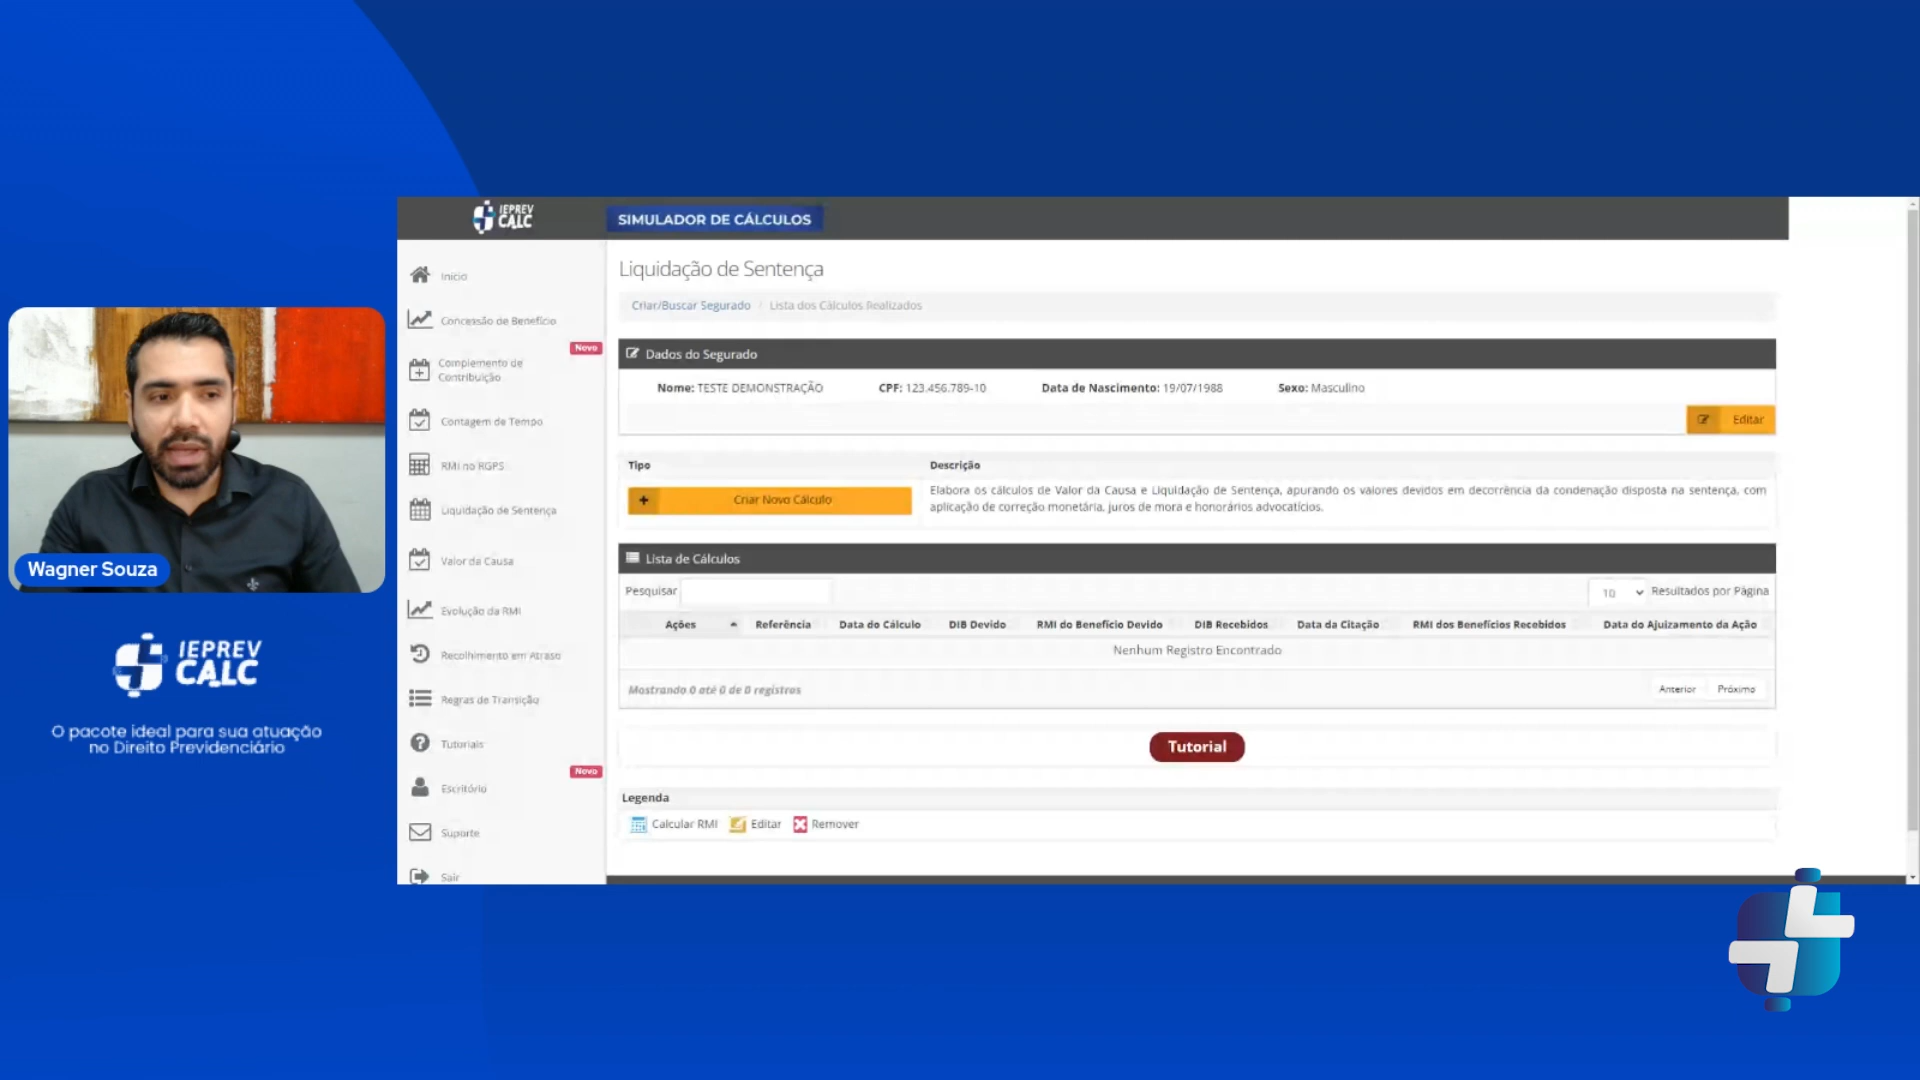 IEPREV
CALC
SIMULADOR DE CÁLCULOS
Início
Concessão de Benefício
Novo
Complemento de
Contribuição
Contagem de Tempo
RMI no RGPS
Liquidação de Sentença
Valor da Causa
Evolução da RMI
Recolhimento em Atraso
Regras de Transição
Tutoriais
Novo
Escritório
Suporte
Sair
Liquidação de Sentença
Criar/Buscar Segurado / Lista dos Cálculos Realizados
Dados do Segurado
Nome: TESTE DEMONSTRAÇÃO CPF: 123.456.789-10 Data de Nascimento: 19/07/1988 Sexo: Masculino
Editar
Tipo Descrição
+ Criar Novo Cálculo
Elabora os cálculos de Valor da Causa e Liquidação de Sentença, apurando os valores devidos em decorrência da condenação disposta na sentença, com
aplicação de correção monetária, juros de mora e honorários advocatícios.
Lista de Cálculos
Pesquisar 10 Resultados por Página
Ações Referência Data do Cálculo DIB Devido RMI do Benefício Devido DIB Recebidos Data da Citação RMI dos Benefícios Recebidos Data do Ajuizamento da Ação
Nenhum Registro Encontrado
Mostrando 0 até 0 de 0 registros Anterior Próximo
Tutorial
Legenda
Calcular RMI Editar Remover
Wagner Souza
IEPREV
CALC
O pacote ideal para sua atuação
no Direito Previdenciário